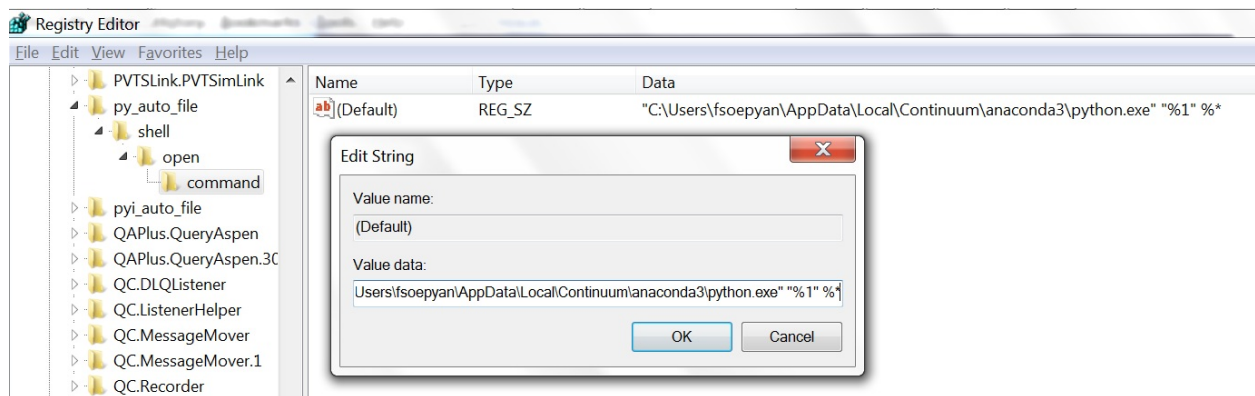 Registry Editor
File Edit View Favorites Help
PVTSLink.PVTSimLink
py_auto_file
shell
open
command
pyi_auto_file
QAPlus.QueryAspen
QAPlus.QueryAspen.30
QC.DLQListener
QC.ListenerHelper
QC.MessageMover
QC.MessageMover.1
QC.Recorder
Name Type Data
ab (Default) REG_SZ "C:\Users\fsoepyan\AppData\Local\Continuum\anaconda3\python.exe" "%1" %*
Edit String
Value name:
(Default)
Value data:
Users\fsoepyan\AppData\Local\Continuum\anaconda3\python.exe" "%1" %*
OK Cancel